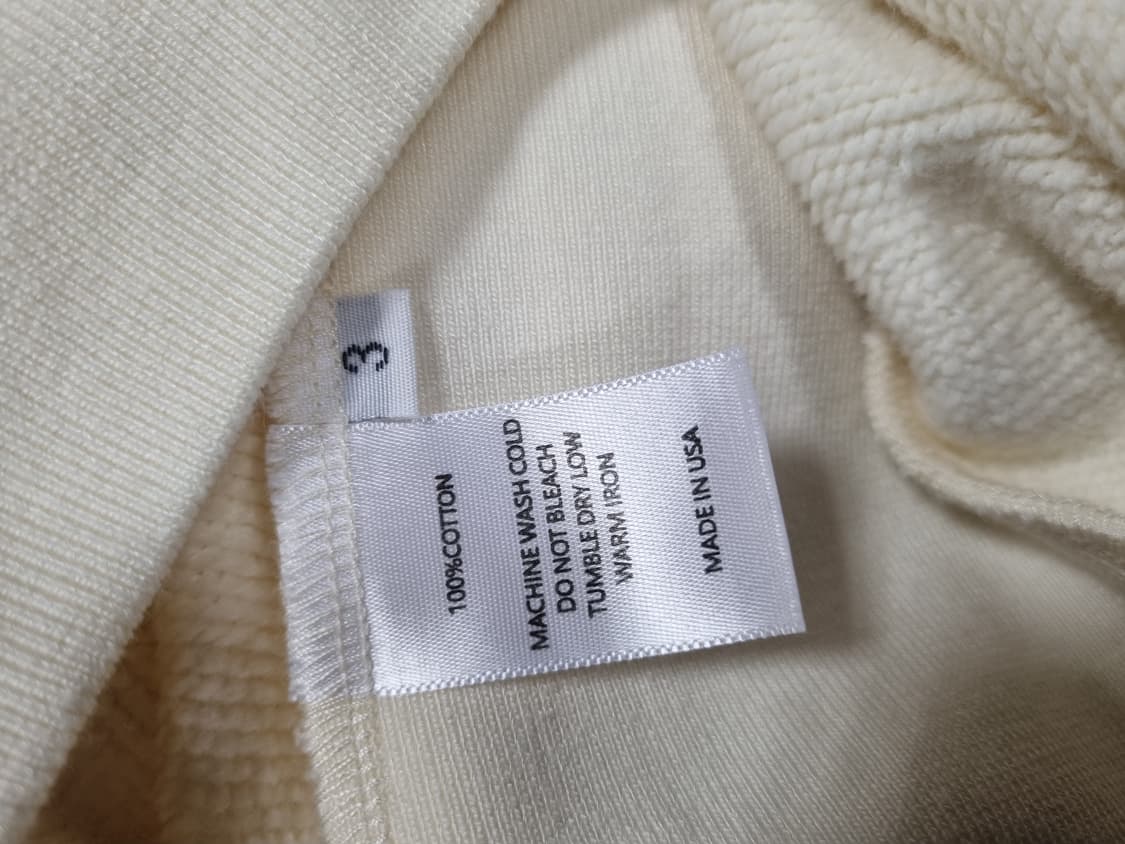 3
100%COTTON
MACHINE WASH COLD
DO NOT BLEACH
TUMBLE DRY LOW
WARM IRON
MADE IN USA